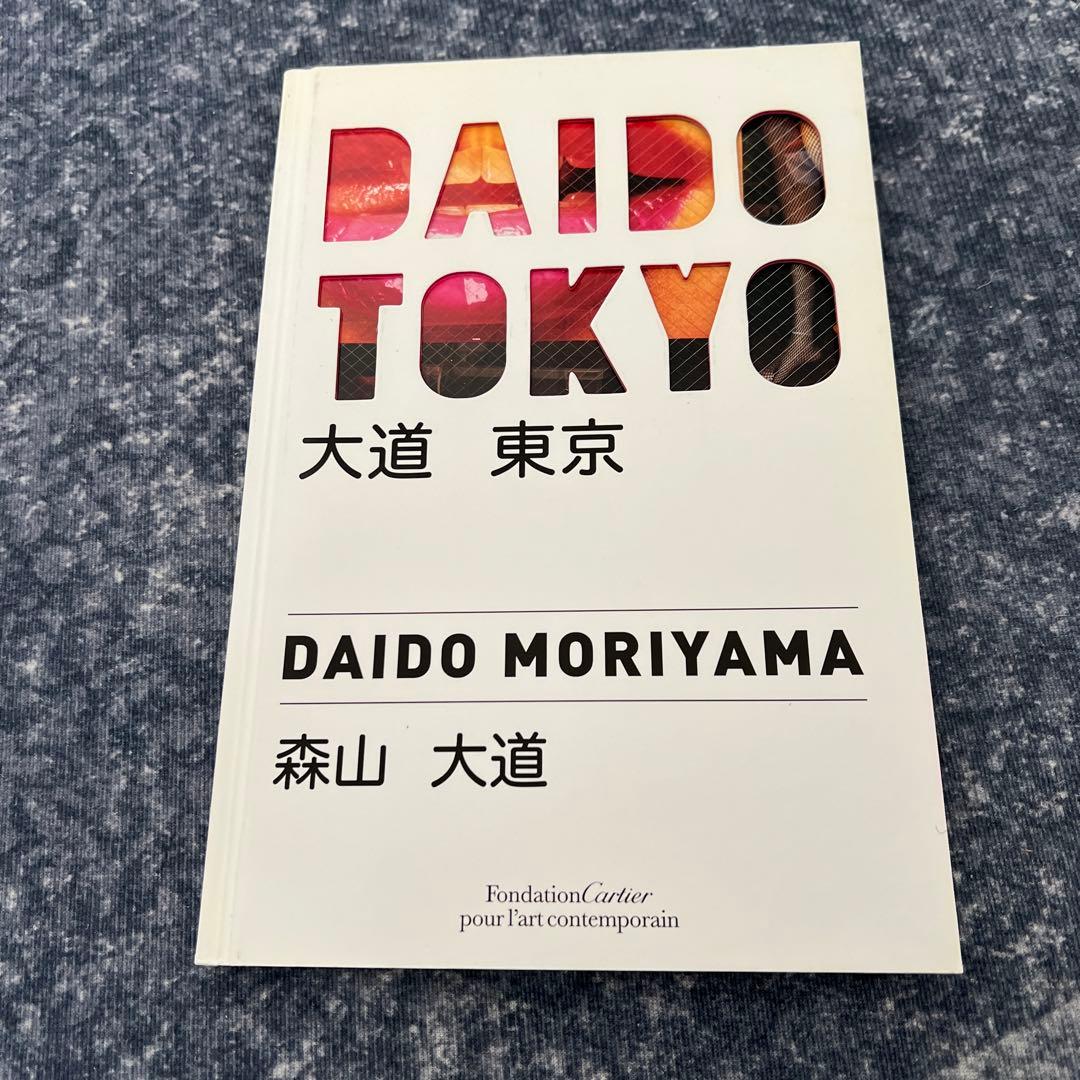 DAIDO
TOKYO
大道　東京
DAIDO MORIYAMA
森山　大道
FondationCartier
pour l'art contemporain